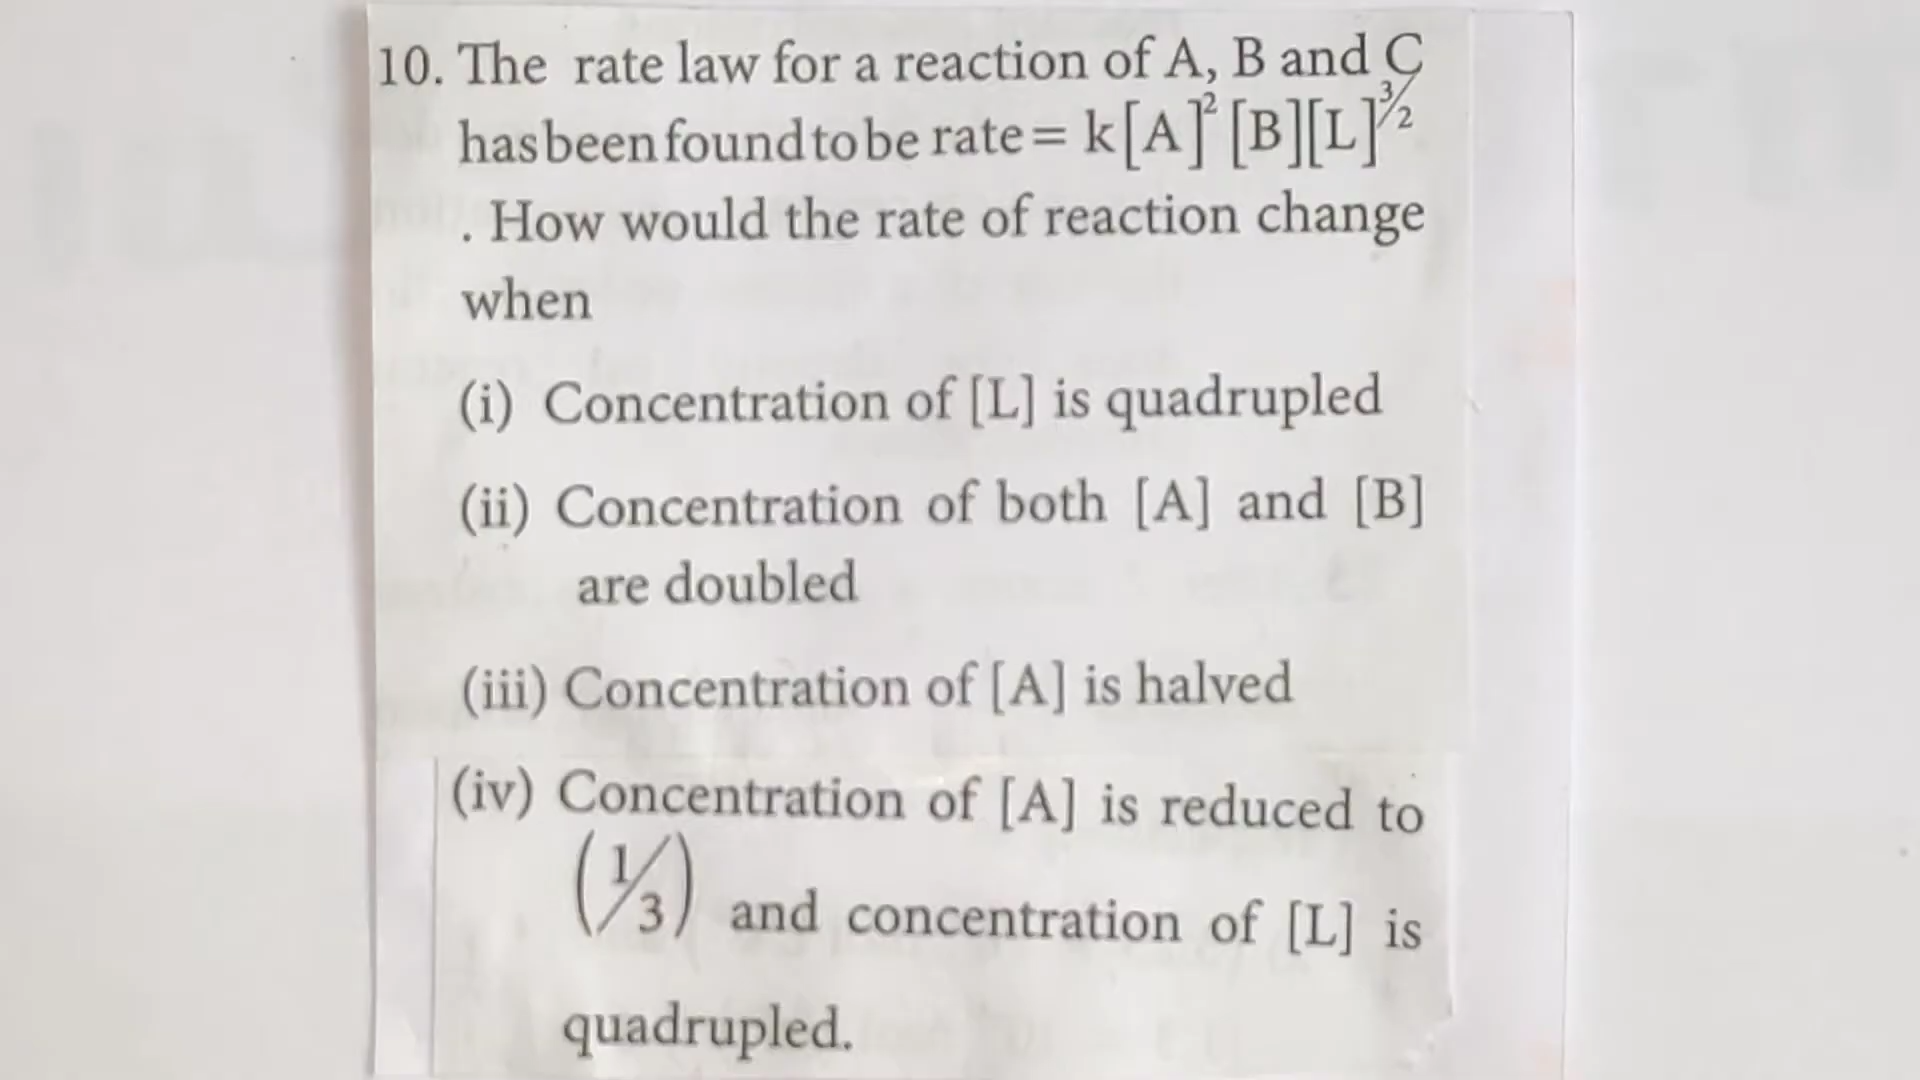 10. The rate law for a reaction of A, B and C
has been found to be rate = k[A]² [B][L]^3/2
. How would the rate of reaction change
when
(i) Concentration of [L] is quadrupled
(ii) Concentration of both [A] and [B]
are doubled
(iii) Concentration of [A] is halved
(iv) Concentration of [A] is reduced to
(1/3) and concentration of [L] is
quadrupled.